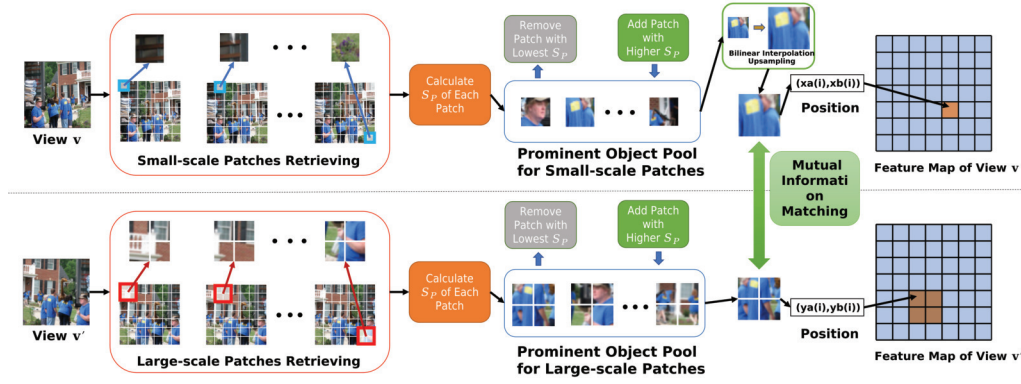 Remove
Patch with
Lowest S_P
Add Patch
with
Higher S_P
Bilinear Interpolation
Upsampling
Calculate
S_P of Each
Patch
(xa(i),xb(i))
Position
View v
Small-scale Patches Retrieving
Prominent Object Pool
for Small-scale Patches
Feature Map of View v
Mutual
Informati
on
Matching
Remove
Patch with
Lowest S_P
Add Patch
with
Higher S_P
Calculate
S_P of Each
Patch
(ya(i),yb(i))
Position
View v′
Large-scale Patches Retrieving
Prominent Object Pool
for Large-scale Patches
Feature Map of View v